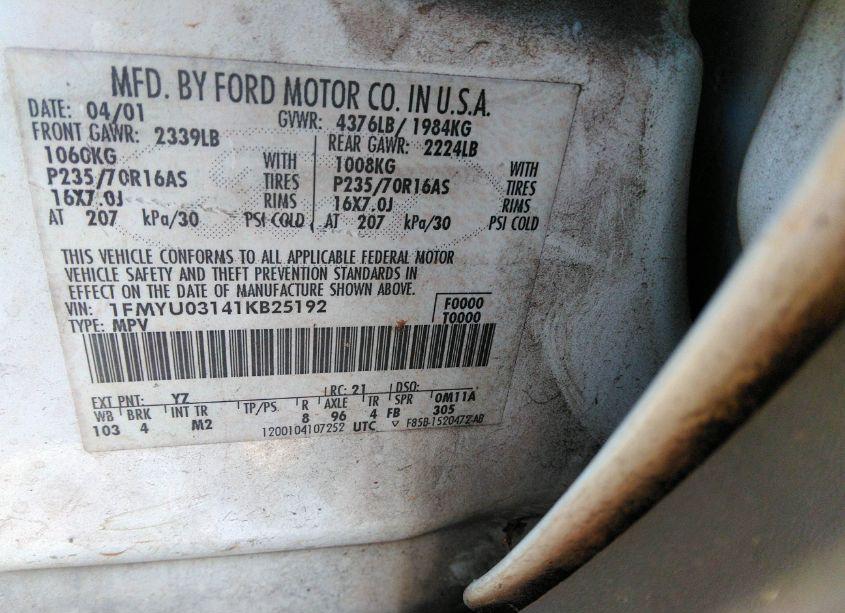 MFD. BY FORD MOTOR CO. IN U.S.A.
DATE: 04/01 GVWR: 4376LB/ 1984KG
FRONT GAWR: 2339LB REAR GAWR: 2224LB
1060KG WITH 1008KG WITH
P235/70R16AS TIRES P235/70R16AS TIRES
16X7.0J RIMS 16X7.0J RIMS
AT 207 kPa/30 PSI COLD AT 207 kPa/30 PSI COLD
THIS VEHICLE CONFORMS TO ALL APPLICABLE FEDERAL MOTOR
VEHICLE SAFETY AND THEFT PREVENTION STANDARDS IN
EFFECT ON THE DATE OF MANUFACTURE SHOWN ABOVE.
VIN: 1FMYU03141KB25192 F0000
TYPE: MPV T0000
EXT PNT: YZ RC: 21 DSO:
WB BRK INT TR TP/PS R AXLE TR SPR 0M11A
103 4 M2 8 96 4 FB 305
1200104107252 UTC ▽ F85B-1520472-AB